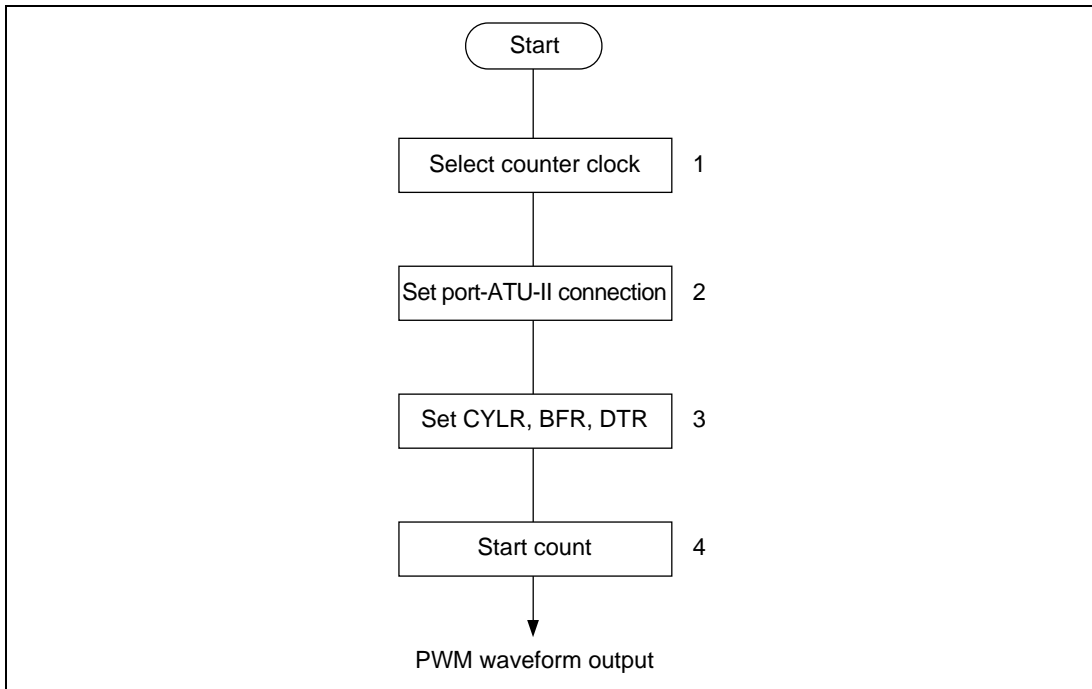 Start
Select counter clock 1
Set port-ATU-II connection 2
Set CYLR, BFR, DTR 3
Start count 4
PWM waveform output